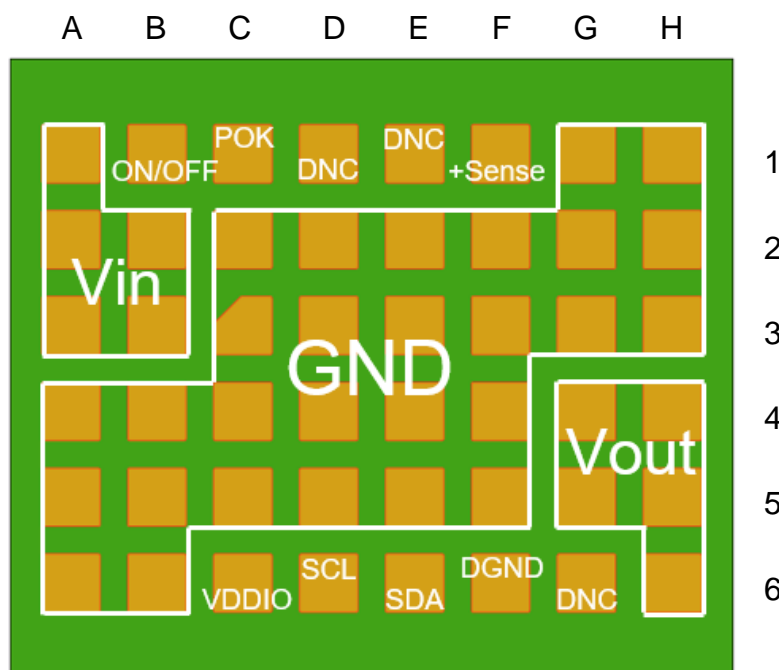 A B C D E F G H
POK DNC
ON/OFF DNC +Sense
1
2
Vin
3
GND
4
Vout
5
SCL DGND
VDDIO SDA DNC
6